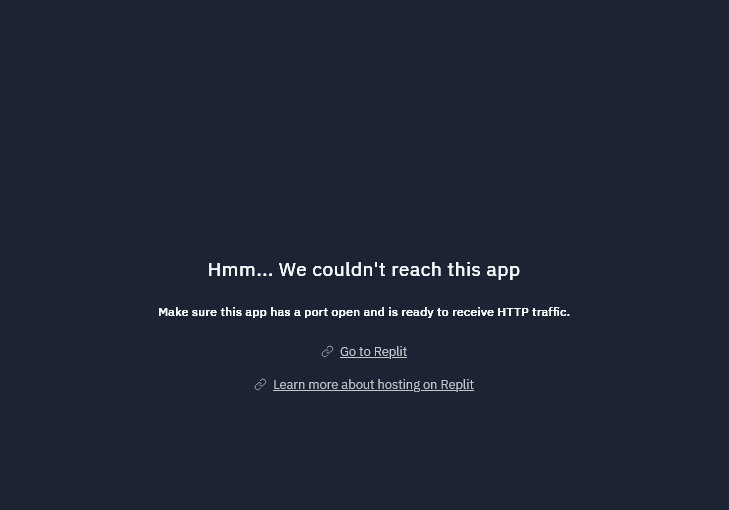 Hmm... We couldn't reach this app
Make sure this app has a port open and is ready to receive HTTP traffic.
Go to Replit
Learn more about hosting on Replit